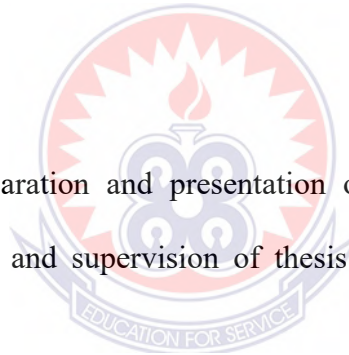 aration and presentation o
and supervision of thesis
EDUCATION FOR SERVICE